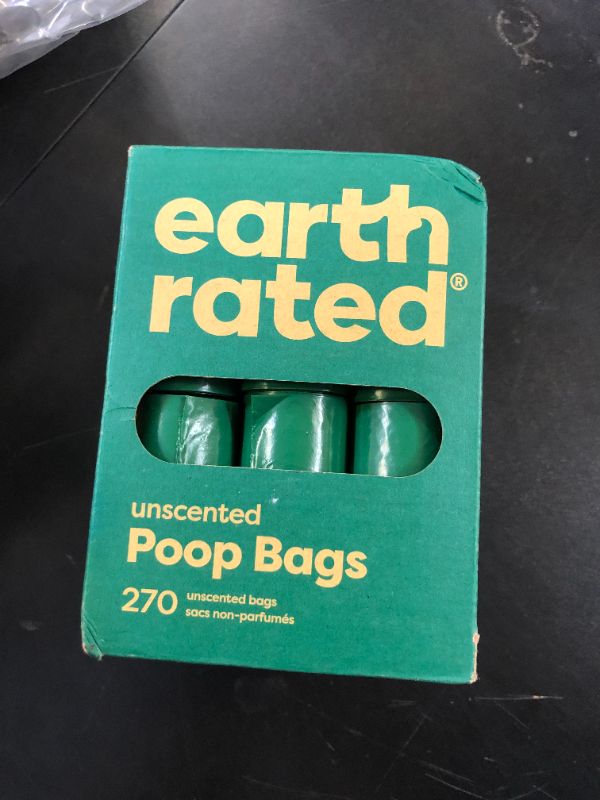 earth
rated®
unscented
Poop Bags
270
unscented bags
sacs non-parfumés